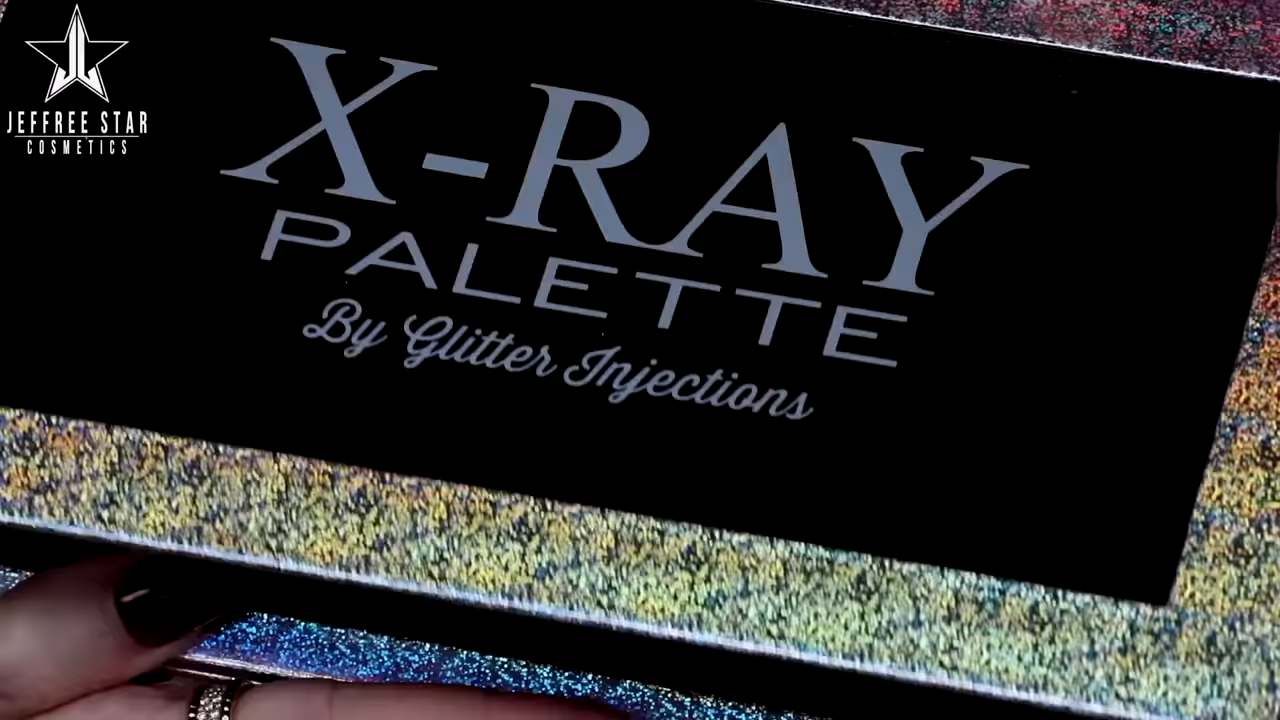 JEFFREE STAR
COSMETICS
X-RAY
PALETTE
By Glitter Injections